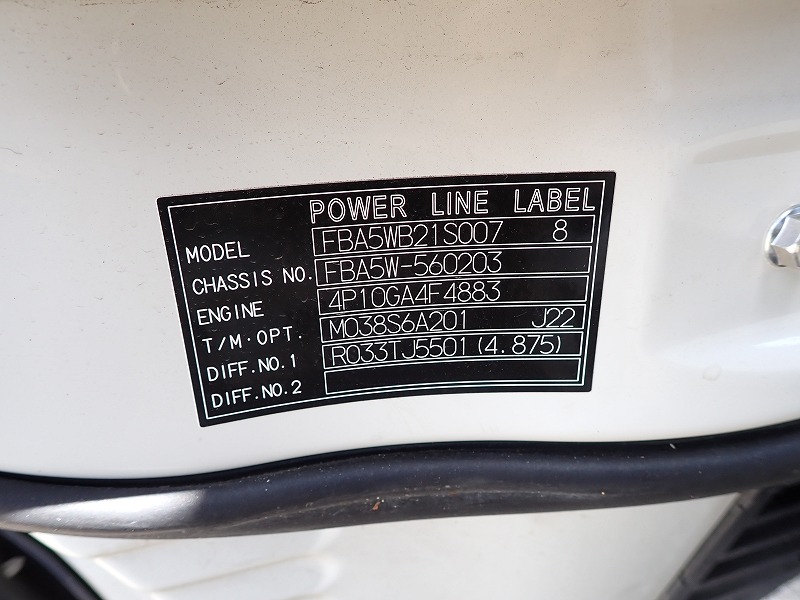 POWER LINE LABEL
MODEL FBA5WB21S007 8
CHASSIS NO. FBA5W-560203
ENGINE 4P10GA4F4883
T/M·OPT. M038S6A201 J22
DIFF.NO.1 R033TJ5501(4.875)
DIFF.NO.2